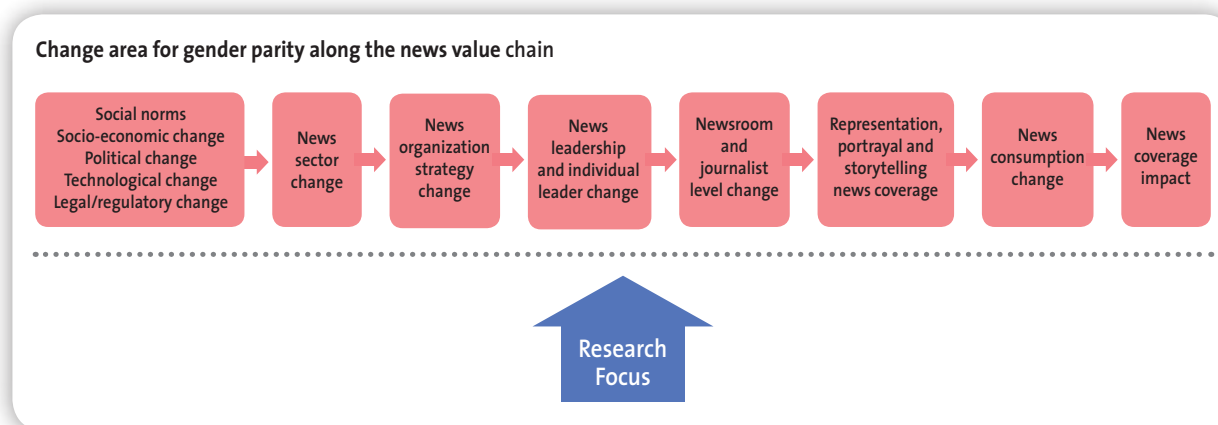 Change area for gender parity along the news value chain
Social norms
Socio-economic change
Political change
Technological change
Legal/regulatory change
News
sector
change
News
organization
strategy
change
News
leadership
and individual
leader change
Newsroom
and
journalist
level change
Representation,
portrayal and
storytelling
news coverage
News
consumption
change
News
coverage
impact
Research
Focus